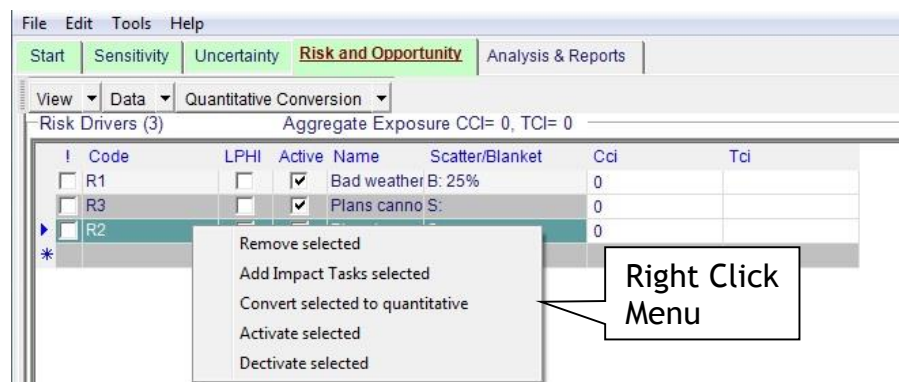 File Edit Tools Help
Start Sensitivity Uncertainty Risk and Opportunity Analysis & Reports
View Data Quantitative Conversion
Risk Drivers (3) Aggregate Exposure CCI= 0, TCI= 0
! Code LPHI Active Name Scatter/Blanket Cci Tci
R1 Bad weather B: 25% 0
R3 Plans canno S: 0
R2 0
*
Remove selected
Add Impact Tasks selected
Convert selected to quantitative
Activate selected
Dectivate selected
Right Click
Menu